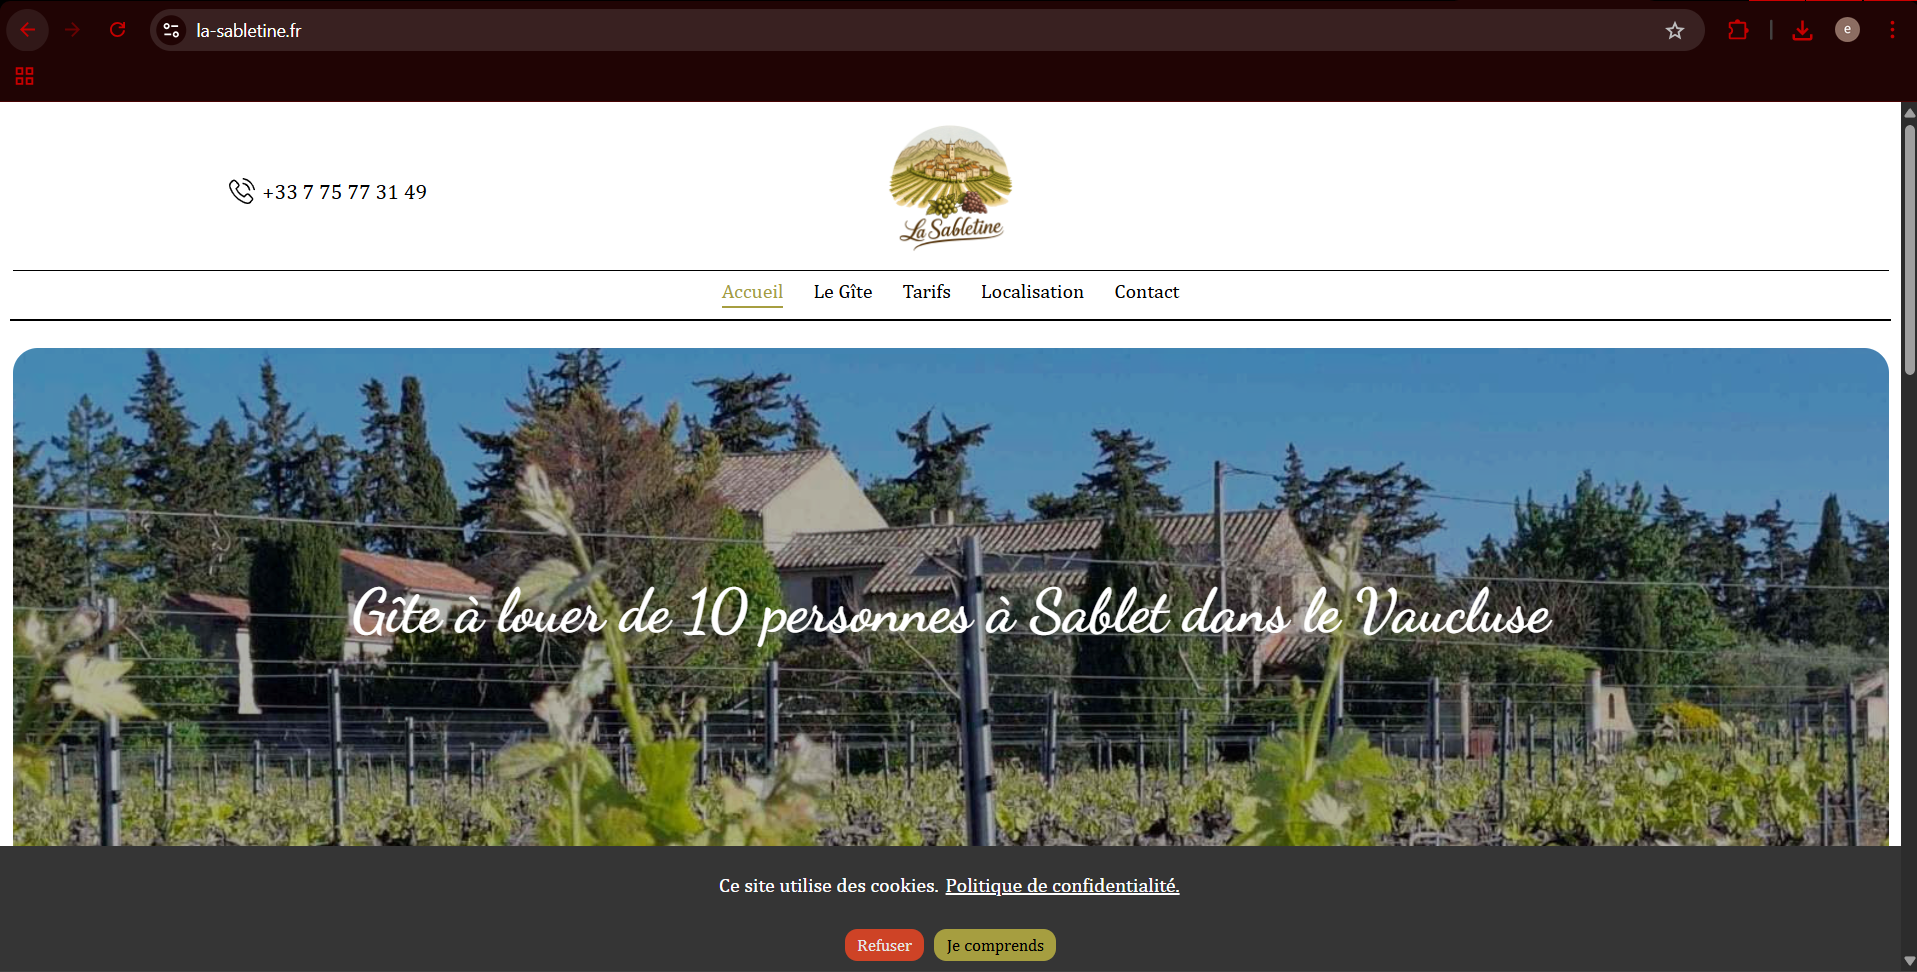 la-sabletine.fr
e
+33 7 75 77 31 49
La Sabletine
Accueil Le Gîte Tarifs Localisation Contact
Gîte à louer de 10 personnes à Sablet dans le Vaucluse
Ce site utilise des cookies. Politique de confidentialité.
Refuser Je comprends